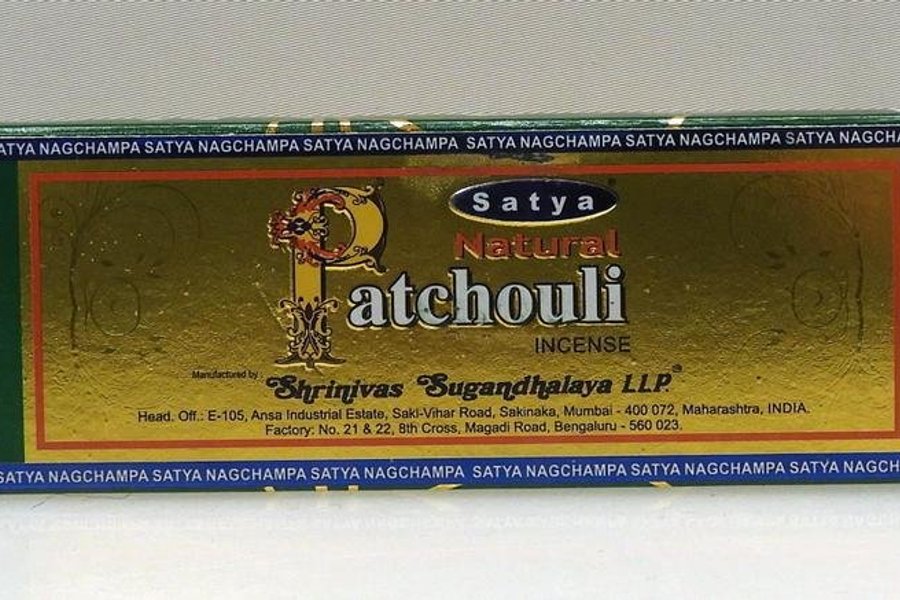 ATYA NAGCHAMPA SATYA NAGCHAMPA SATYA NAGCHAMPA SATYA NAGCHAMPA SATYA NAGCHAMPA SATYA NAGCHAMPA
Satya
Natural
Patchouli
INCENSE
Manufactured by :
Shrinivas Sugandhalaya LLP.®
Head. Off.: E-105, Ansa Industrial Estate, Saki-Vihar Road, Sakinaka, Mumbai - 400 072, Maharashtra, INDIA.
Factory: No. 21 & 22, 8th Cross, Magadi Road, Bengaluru - 560 023.
SATYA NAGCHAMPA SATYA NAGCHAMPA SATYA NAGCHAMPA SATYA NAGCHAMPA SATYA NAGCHAMPA SATYA NAGCH